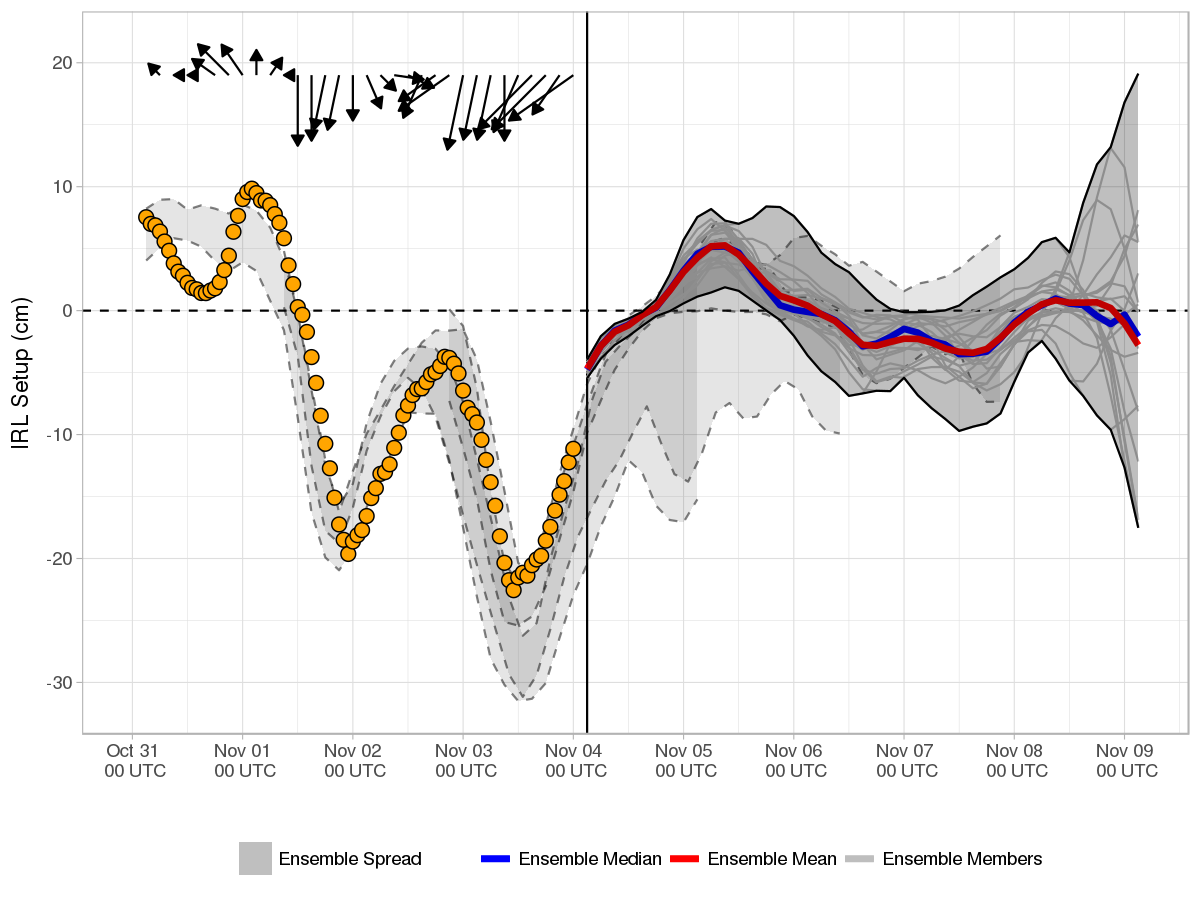 IRL Setup (cm)
20
10
0
-10
-20
-30
Oct 31 Nov 01 Nov 02 Nov 03 Nov 04 Nov 05 Nov 06 Nov 07 Nov 08 Nov 09
00 UTC 00 UTC 00 UTC 00 UTC 00 UTC 00 UTC 00 UTC 00 UTC 00 UTC 00 UTC
Ensemble Spread Ensemble Median Ensemble Mean Ensemble Members